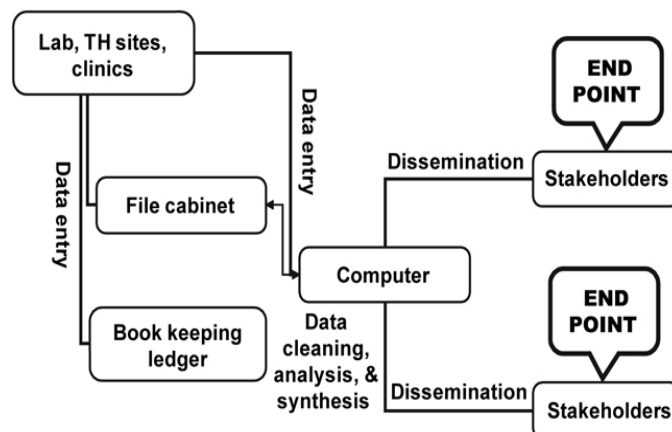 Lab, TH sites,
clinics
Data entry
Data entry
File cabinet
Book keeping
ledger
Computer
Data
cleaning,
analysis, &
synthesis
END
POINT
Dissemination
Stakeholders
END
POINT
Dissemination
Stakeholders